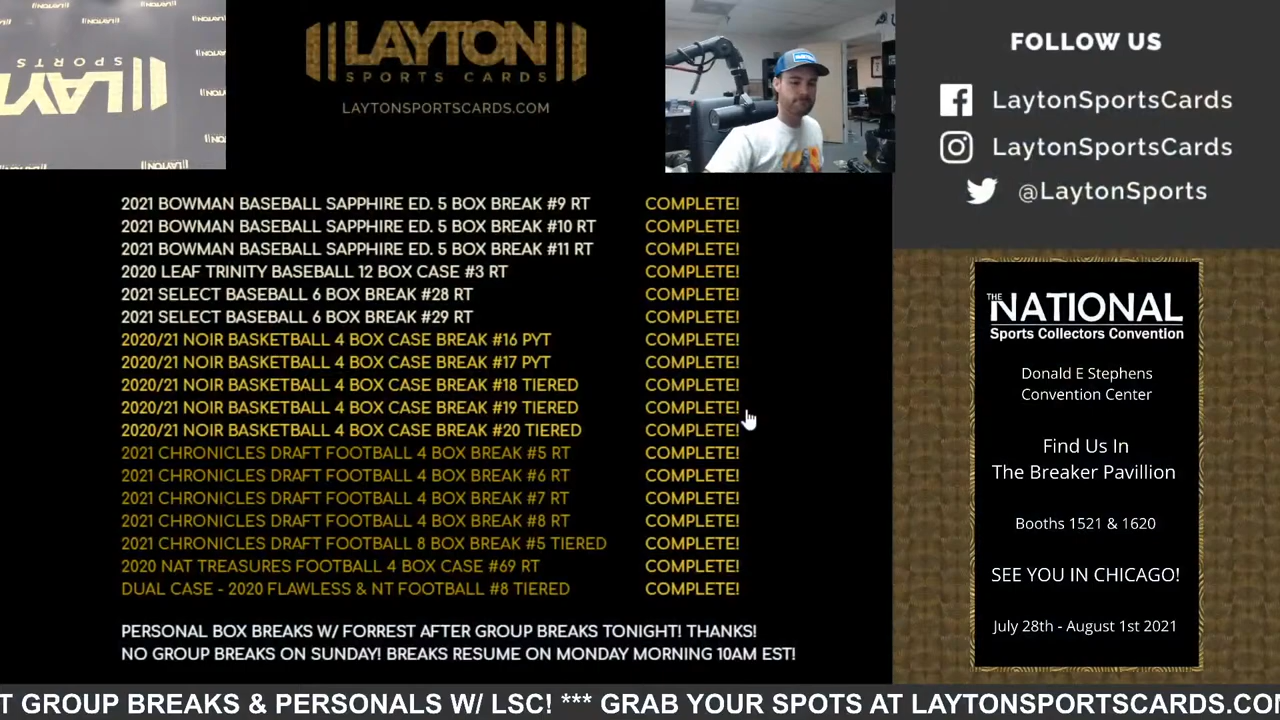 LAYTON
SPORTS CARDS
LAYTONSPORTSCARDS.COM
LAYTON
SPORTS
FOLLOW US
LaytonSportsCards
LaytonSportsCards
@LaytonSports
2021 BOWMAN BASEBALL SAPPHIRE ED. 5 BOX BREAK #9 RT COMPLETE!
2021 BOWMAN BASEBALL SAPPHIRE ED. 5 BOX BREAK #10 RT COMPLETE!
2021 BOWMAN BASEBALL SAPPHIRE ED. 5 BOX BREAK #11 RT COMPLETE!
2020 LEAF TRINITY BASEBALL 12 BOX CASE #3 RT COMPLETE!
2021 SELECT BASEBALL 6 BOX BREAK #28 RT COMPLETE!
2021 SELECT BASEBALL 6 BOX BREAK #29 RT COMPLETE!
2020/21 NOIR BASKETBALL 4 BOX CASE BREAK #16 PYT COMPLETE!
2020/21 NOIR BASKETBALL 4 BOX CASE BREAK #17 PYT COMPLETE!
2020/21 NOIR BASKETBALL 4 BOX CASE BREAK #18 TIERED COMPLETE!
2020/21 NOIR BASKETBALL 4 BOX CASE BREAK #19 TIERED COMPLETE!
2020/21 NOIR BASKETBALL 4 BOX CASE BREAK #20 TIERED COMPLETE!
2021 CHRONICLES DRAFT FOOTBALL 4 BOX BREAK #5 RT COMPLETE!
2021 CHRONICLES DRAFT FOOTBALL 4 BOX BREAK #6 RT COMPLETE!
2021 CHRONICLES DRAFT FOOTBALL 4 BOX BREAK #7 RT COMPLETE!
2021 CHRONICLES DRAFT FOOTBALL 4 BOX BREAK #8 RT COMPLETE!
2021 CHRONICLES DRAFT FOOTBALL 8 BOX BREAK #5 TIERED COMPLETE!
2020 NAT TREASURES FOOTBALL 4 BOX CASE #69 RT COMPLETE!
DUAL CASE - 2020 FLAWLESS & NT FOOTBALL #8 TIERED COMPLETE!
PERSONAL BOX BREAKS W/ FORREST AFTER GROUP BREAKS TONIGHT! THANKS!
NO GROUP BREAKS ON SUNDAY! BREAKS RESUME ON MONDAY MORNING 10AM EST!
THE NATIONAL
Sports Collectors Convention
Donald E Stephens
Convention Center
Find Us In
The Breaker Pavillion
Booths 1521 & 1620
SEE YOU IN CHICAGO!
July 28th - August 1st 2021
T GROUP BREAKS & PERSONALS W/ LSC! *** GRAB YOUR SPOTS AT LAYTONSPORTSCARDS.COM